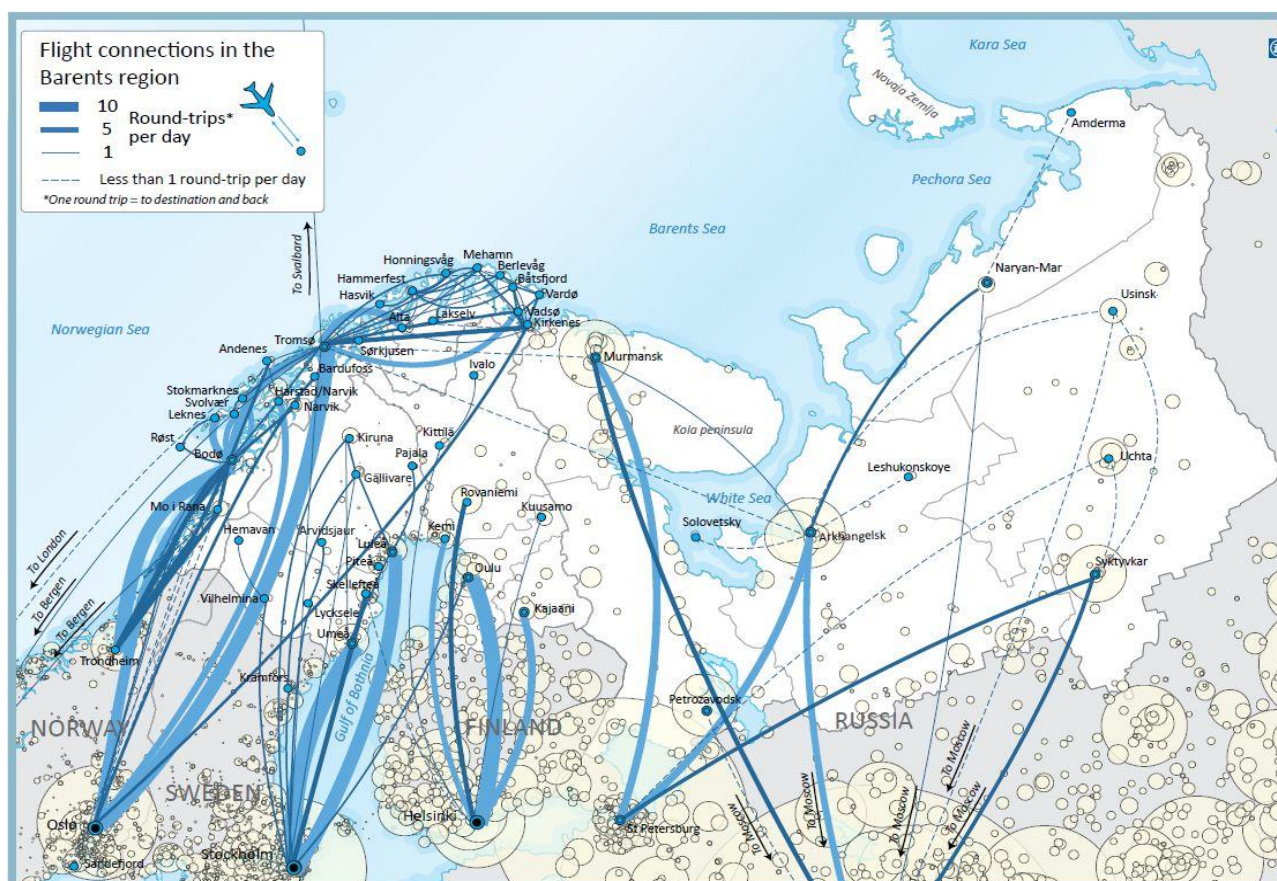 Flight connections in the
Barents region
10
5
1
Round-trips*
per day
Less than 1 round-trip per day
*One round trip = to destination and back
Kara Sea
Novaja Zemlja
Amderma
Pechora Sea
Barents Sea
To Svalbard
Norwegian Sea
Mehamn
Honningsvåg
Berlevåg
Hammerfest
Båtsfjord
Hasvik
Vardø
Alta
Lakselv
Vadsø
Kirkenes
Naryan-Mar
Usinsk
Tromsø
Sørkjusen
Andenes
Murmansk
Bardufoss
Ivalo
Stokmarknes
Harstad/Narvik
Svolvær
Narvik
Leknes
Kola peninsula
Røst
Kiruna
Kittilä
Bodø
Pajala
Uchta
Gällivare
Leshukonskoye
Rovaniemi
White Sea
Mo i Rana
Kuusamo
Hemavan
Arvidsjaur
Kemi
Solovetsky
Arkhangelsk
Luleå
Piteå
Oulu
Syktyvkar
To London
Skellefteå
Vilhelmina
Lycksele
Kajaani
To Bergen
To Bergen
Umeå
Trondheim
Kramfors
Gulf of Bothnia
Petrozavodsk
NORWAY
FINLAND
RUSSIA
SWEDEN
To Moscow
To Moscow
To Moscow
To Moscow
To Moscow
Oslo
Helsinki
St Petersburg
Sandefjord
Stockholm